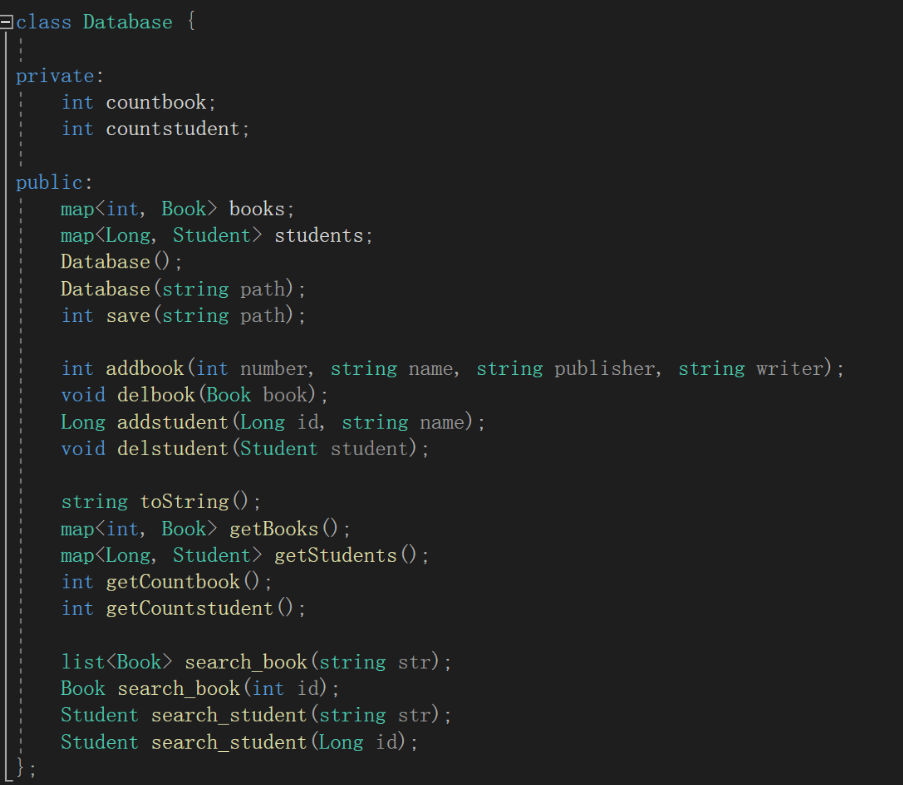 class Database {
private:
int countbook;
int countstudent;
public:
map<int, Book> books;
map<Long, Student> students;
Database();
Database(string path);
int save(string path);
int addbook(int number, string name, string publisher, string writer);
void delbook(Book book);
Long addstudent(Long id, string name);
void delstudent(Student student);
string toString();
map<int, Book> getBooks();
map<Long, Student> getStudents();
int getCountbook();
int getCountstudent();
list<Book> search_book(string str);
Book search_book(int id);
Student search_student(string str);
Student search_student(Long id);
};